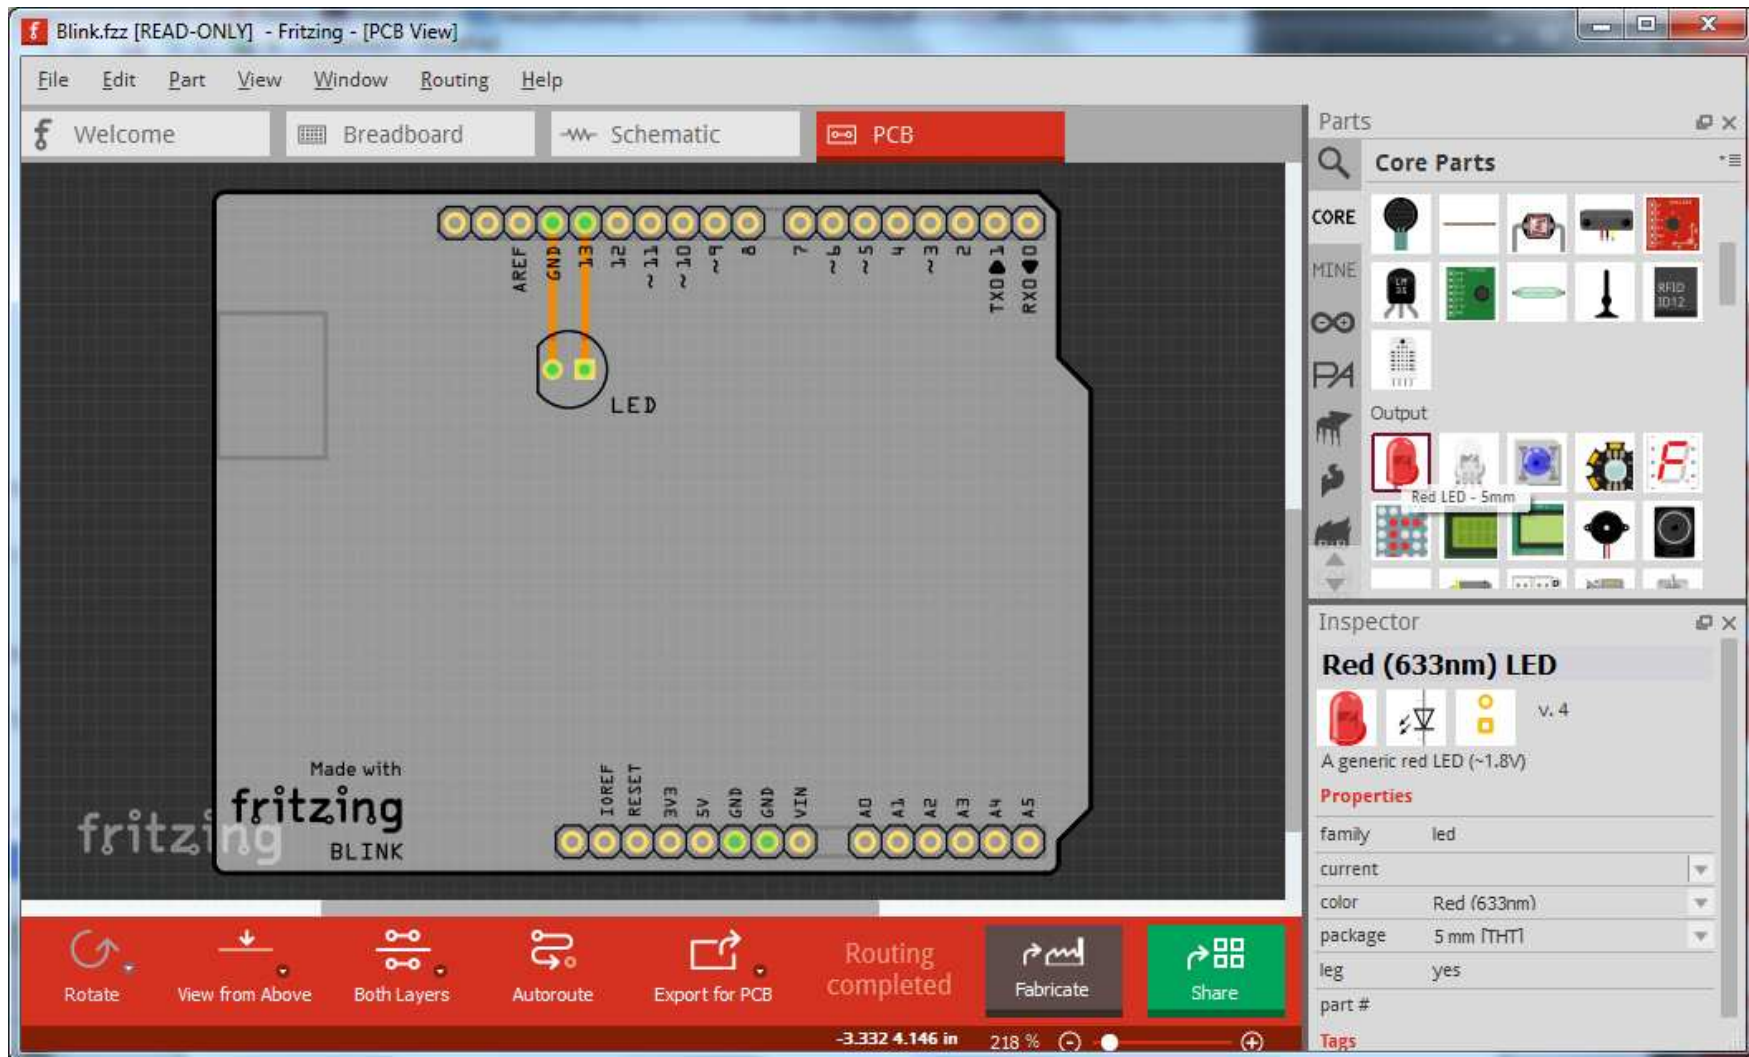 Blink.fzz [READ-ONLY] - Fritzing - [PCB View]
File Edit Part View Window Routing Help
Welcome Breadboard Schematic PCB
AREF GND 13 12 ~11 ~10 ~9 8 7 ~6 ~5 4 ~3 2 TX0 1 RX0 0
LED
Made with
fritzing
BLINK
fritzing
IOREF RESET 3V3 5V GND GND VIN A0 A1 A2 A3 A4 A5
Rotate View from Above Both Layers Autoroute Export for PCB
Routing
completed
Fabricate Share
-3.332 4.146 in 218 %
Parts
Core Parts
CORE
MINE
PA
LM
35
RFID
ID12
Output
Red LED - 5mm
Inspector
Red (633nm) LED
v. 4
A generic red LED (~1.8V)
Properties
family led
current
color Red (633nm)
package 5 mm [THT]
leg yes
part #
Tags